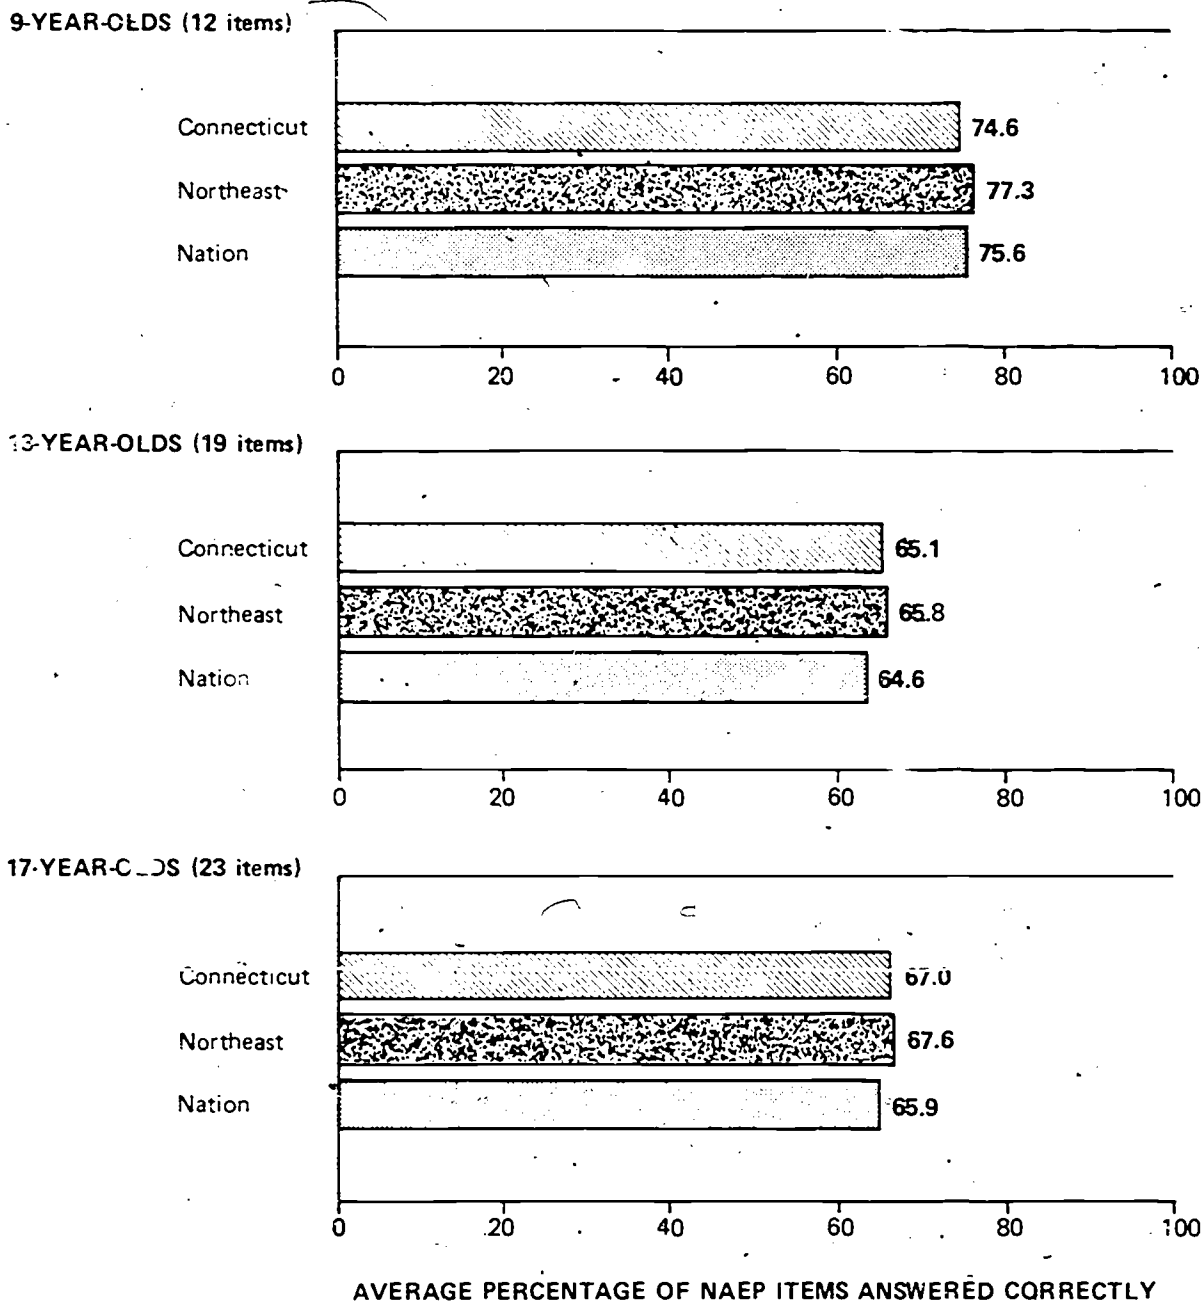 9-YEAR-OLDS (12 items)
Connecticut 74.6
Northeast 77.3
Nation 75.6
0 20 40 60 80 100
13-YEAR-OLDS (19 items)
Connecticut 65.1
Northeast 65.8
Nation 64.6
0 20 40 60 80 100
17-YEAR-OLDS (23 items)
Connecticut 67.0
Northeast 67.6
Nation 65.9
0 20 40 60 80 100
AVERAGE PERCENTAGE OF NAEP ITEMS ANSWERED CORRECTLY